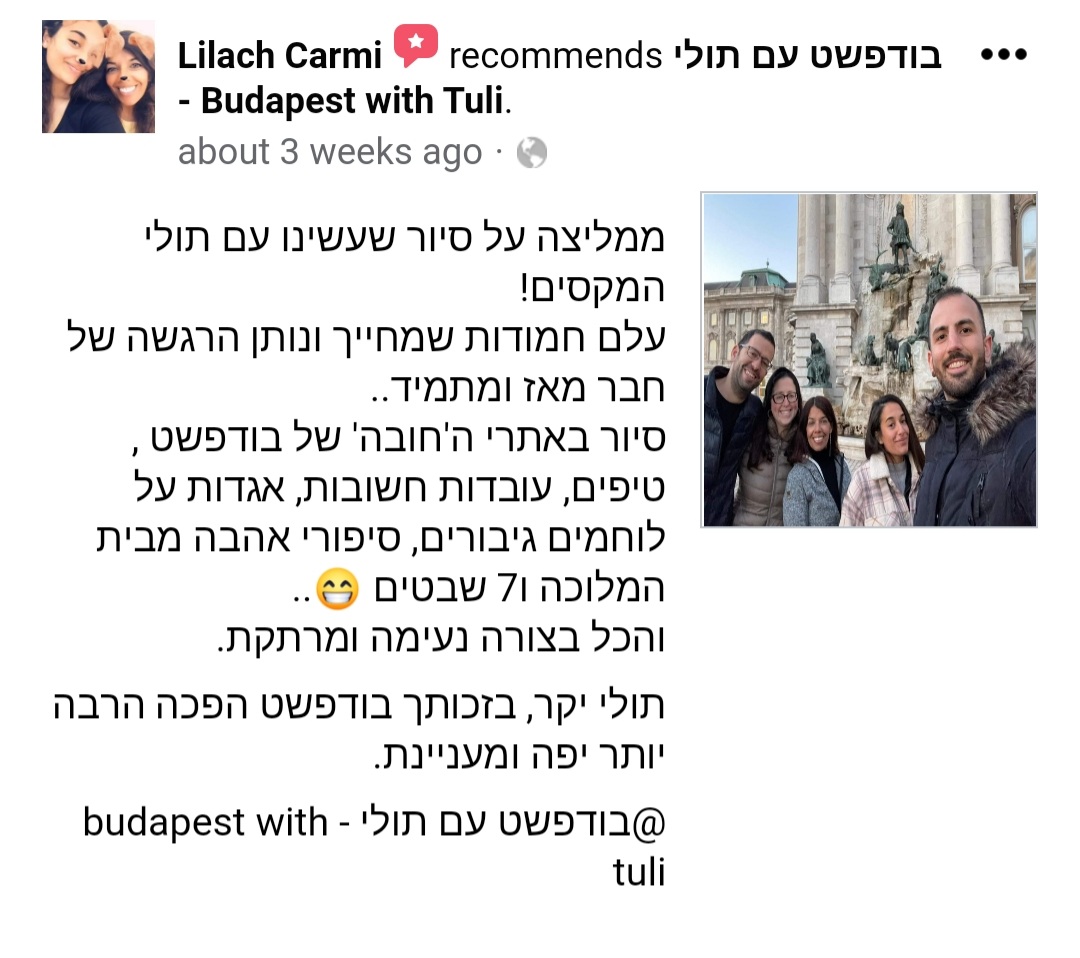 Lilach Carmi recommends בודפשט עם תולי
- Budapest with Tuli.
about 3 weeks ago ·
ממליצה על סיור שעשינו עם תולי
המקסים!
עלם חמודות שמחייך ונותן הרגשה של
חבר מאז ומתמיד..
סיור באתרי ה'חובה' של בודפשט ,
טיפים, עובדות חשובות, אגדות על
לוחמים גיבורים, סיפורי אהבה מבית
המלוכה ו7 שבטים 😁..
והכל בצורה נעימה ומרתקת.
תולי יקר, בזכותך בודפשט הפכה הרבה
יותר יפה ומעניינת.
@בודפשט עם תולי - budapest with
tuli